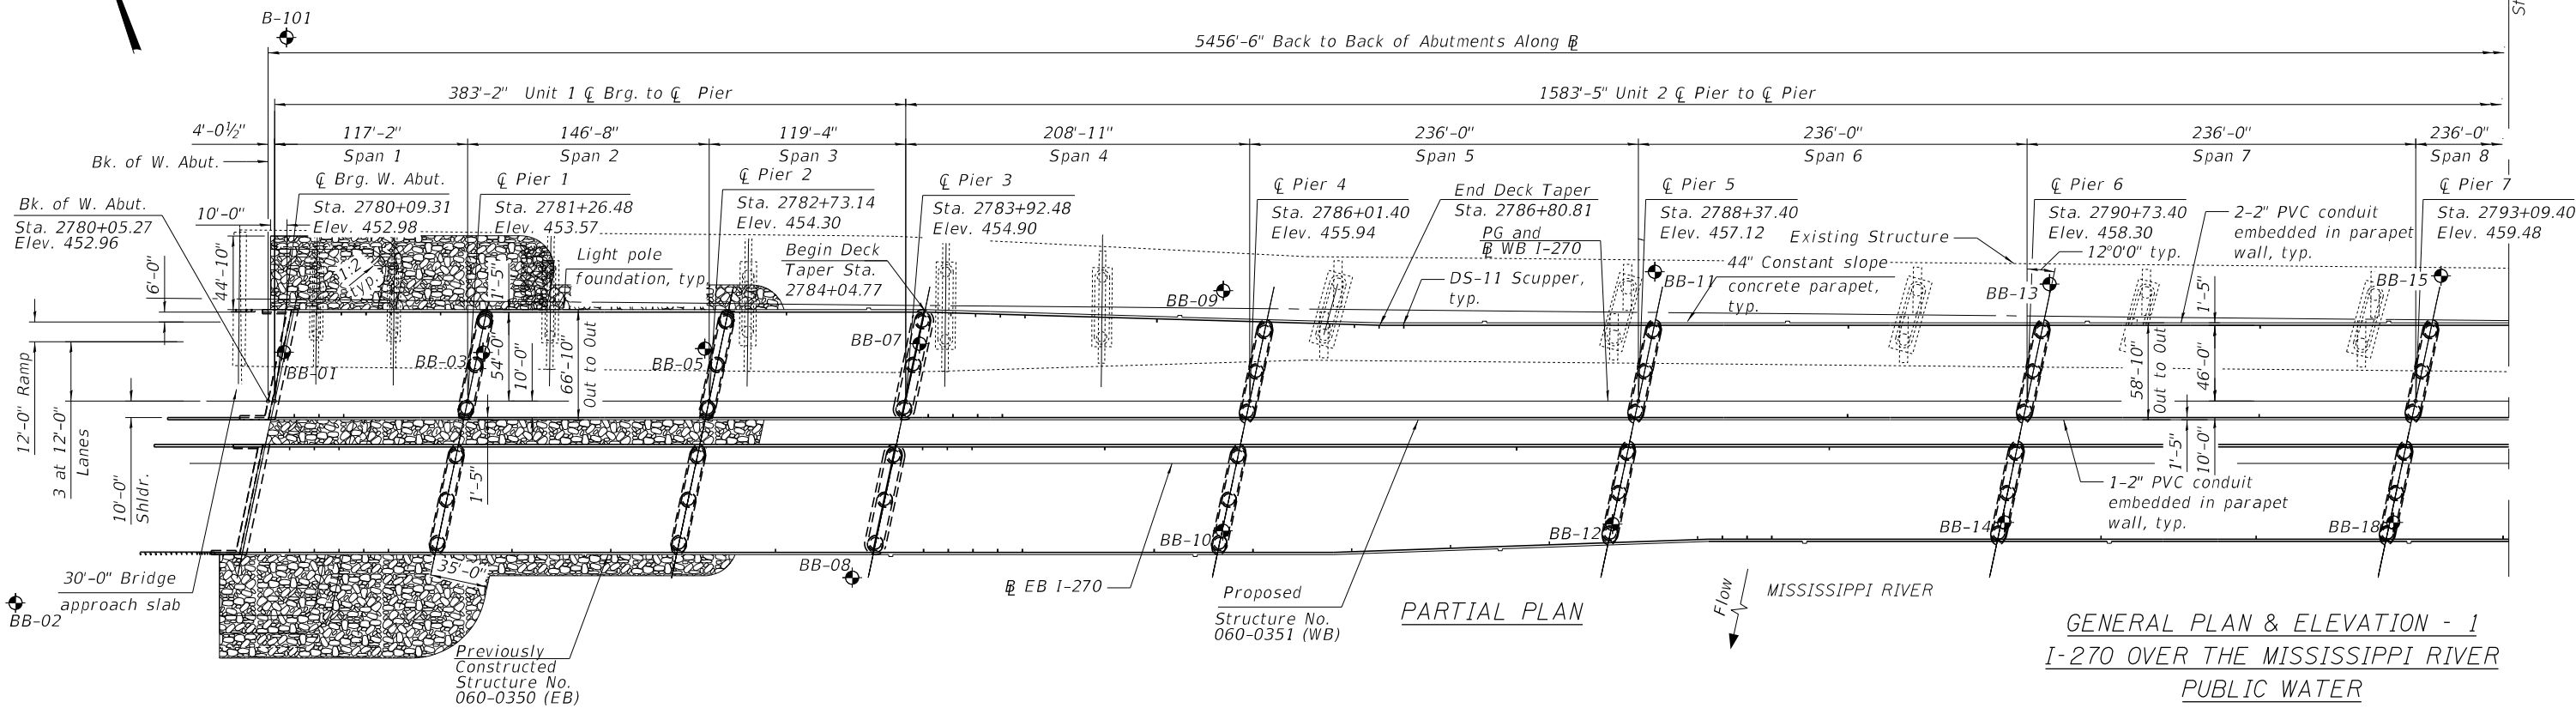 B-101
5456'-6" Back to Back of Abutments Along ℄
383'-2" Unit 1 ℄ Brg. to ℄ Pier
1583'-5" Unit 2 ℄ Pier to ℄ Pier
4'-0½"
117'-2"
146'-8"
119'-4"
208'-11"
236'-0"
236'-0"
236'-0"
236'-0"
Bk. of W. Abut.
Span 1
Span 2
Span 3
Span 4
Span 5
Span 6
Span 7
Span 8
Bk. of W. Abut.
Sta. 2780+05.27
Elev. 452.96
10'-0"
℄ Brg. W. Abut.
Sta. 2780+09.31
Elev. 452.98
℄ Pier 1
Sta. 2781+26.48
Elev. 453.57
℄ Pier 2
Sta. 2782+73.14
Elev. 454.30
℄ Pier 3
Sta. 2783+92.48
Elev. 454.90
℄ Pier 4
Sta. 2786+01.40
Elev. 455.94
End Deck Taper
Sta. 2786+80.81
PG and
℄ WB I-270
℄ Pier 5
Sta. 2788+37.40
Elev. 457.12
Existing Structure
℄ Pier 6
Sta. 2790+73.40
Elev. 458.30
12°0'0" typ.
2-2" PVC conduit
embedded in parapet
wall, typ.
℄ Pier 7
Sta. 2793+09.40
Elev. 459.48
6'-0"
44'-10"
1:2
typ.
1'-5"
Light pole
foundation, typ.
Begin Deck
Taper Sta.
2784+04.77
DS-11 Scupper,
typ.
44" Constant slope
concrete parapet,
typ.
BB-09
BB-11
BB-13
BB-15
1'-5"
12'-0" Ramp
3 at 12'-0"
Lanes
10'-0"
Shldr.
BB-01
BB-03
54'-0"
10'-0"
66'-10"
Out to Out
BB-05
BB-07
58'-10"
Out to Out
46'-0"
1'-5"
1'-5"
10'-0"
1-2" PVC conduit
embedded in parapet
wall, typ.
BB-02
30'-0" Bridge
approach slab
35'-0"
BB-08
BB-10
BB-12
BB-14
BB-18
℄ EB I-270
Previously
Constructed
Structure No.
060-0350 (EB)
Proposed
Structure No.
060-0351 (WB)
PARTIAL PLAN
Flow
MISSISSIPPI RIVER
GENERAL PLAN & ELEVATION - 1
I-270 OVER THE MISSISSIPPI RIVER
PUBLIC WATER